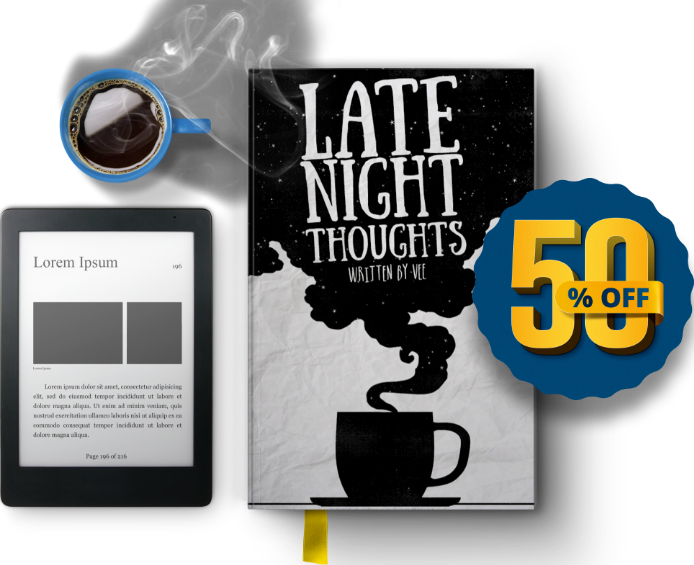 LATE
NIGHT
THOUGHTS
WRITTEN BY VEE
50
% OFF
Lorem Ipsum
196
Lorem ipsum dolor sit amet, consectetur adipisicing
elit, sed do eiusmod tempor incididunt ut labore et
dolore magna aliqua. Ut enim ad minim veniam, quis
nostrud exercitation ullamco laboris nisi ut aliquip ex ea
commodo consequat tempor incididunt ut labore et
dolore magna aliqua.
Page 196 of 216